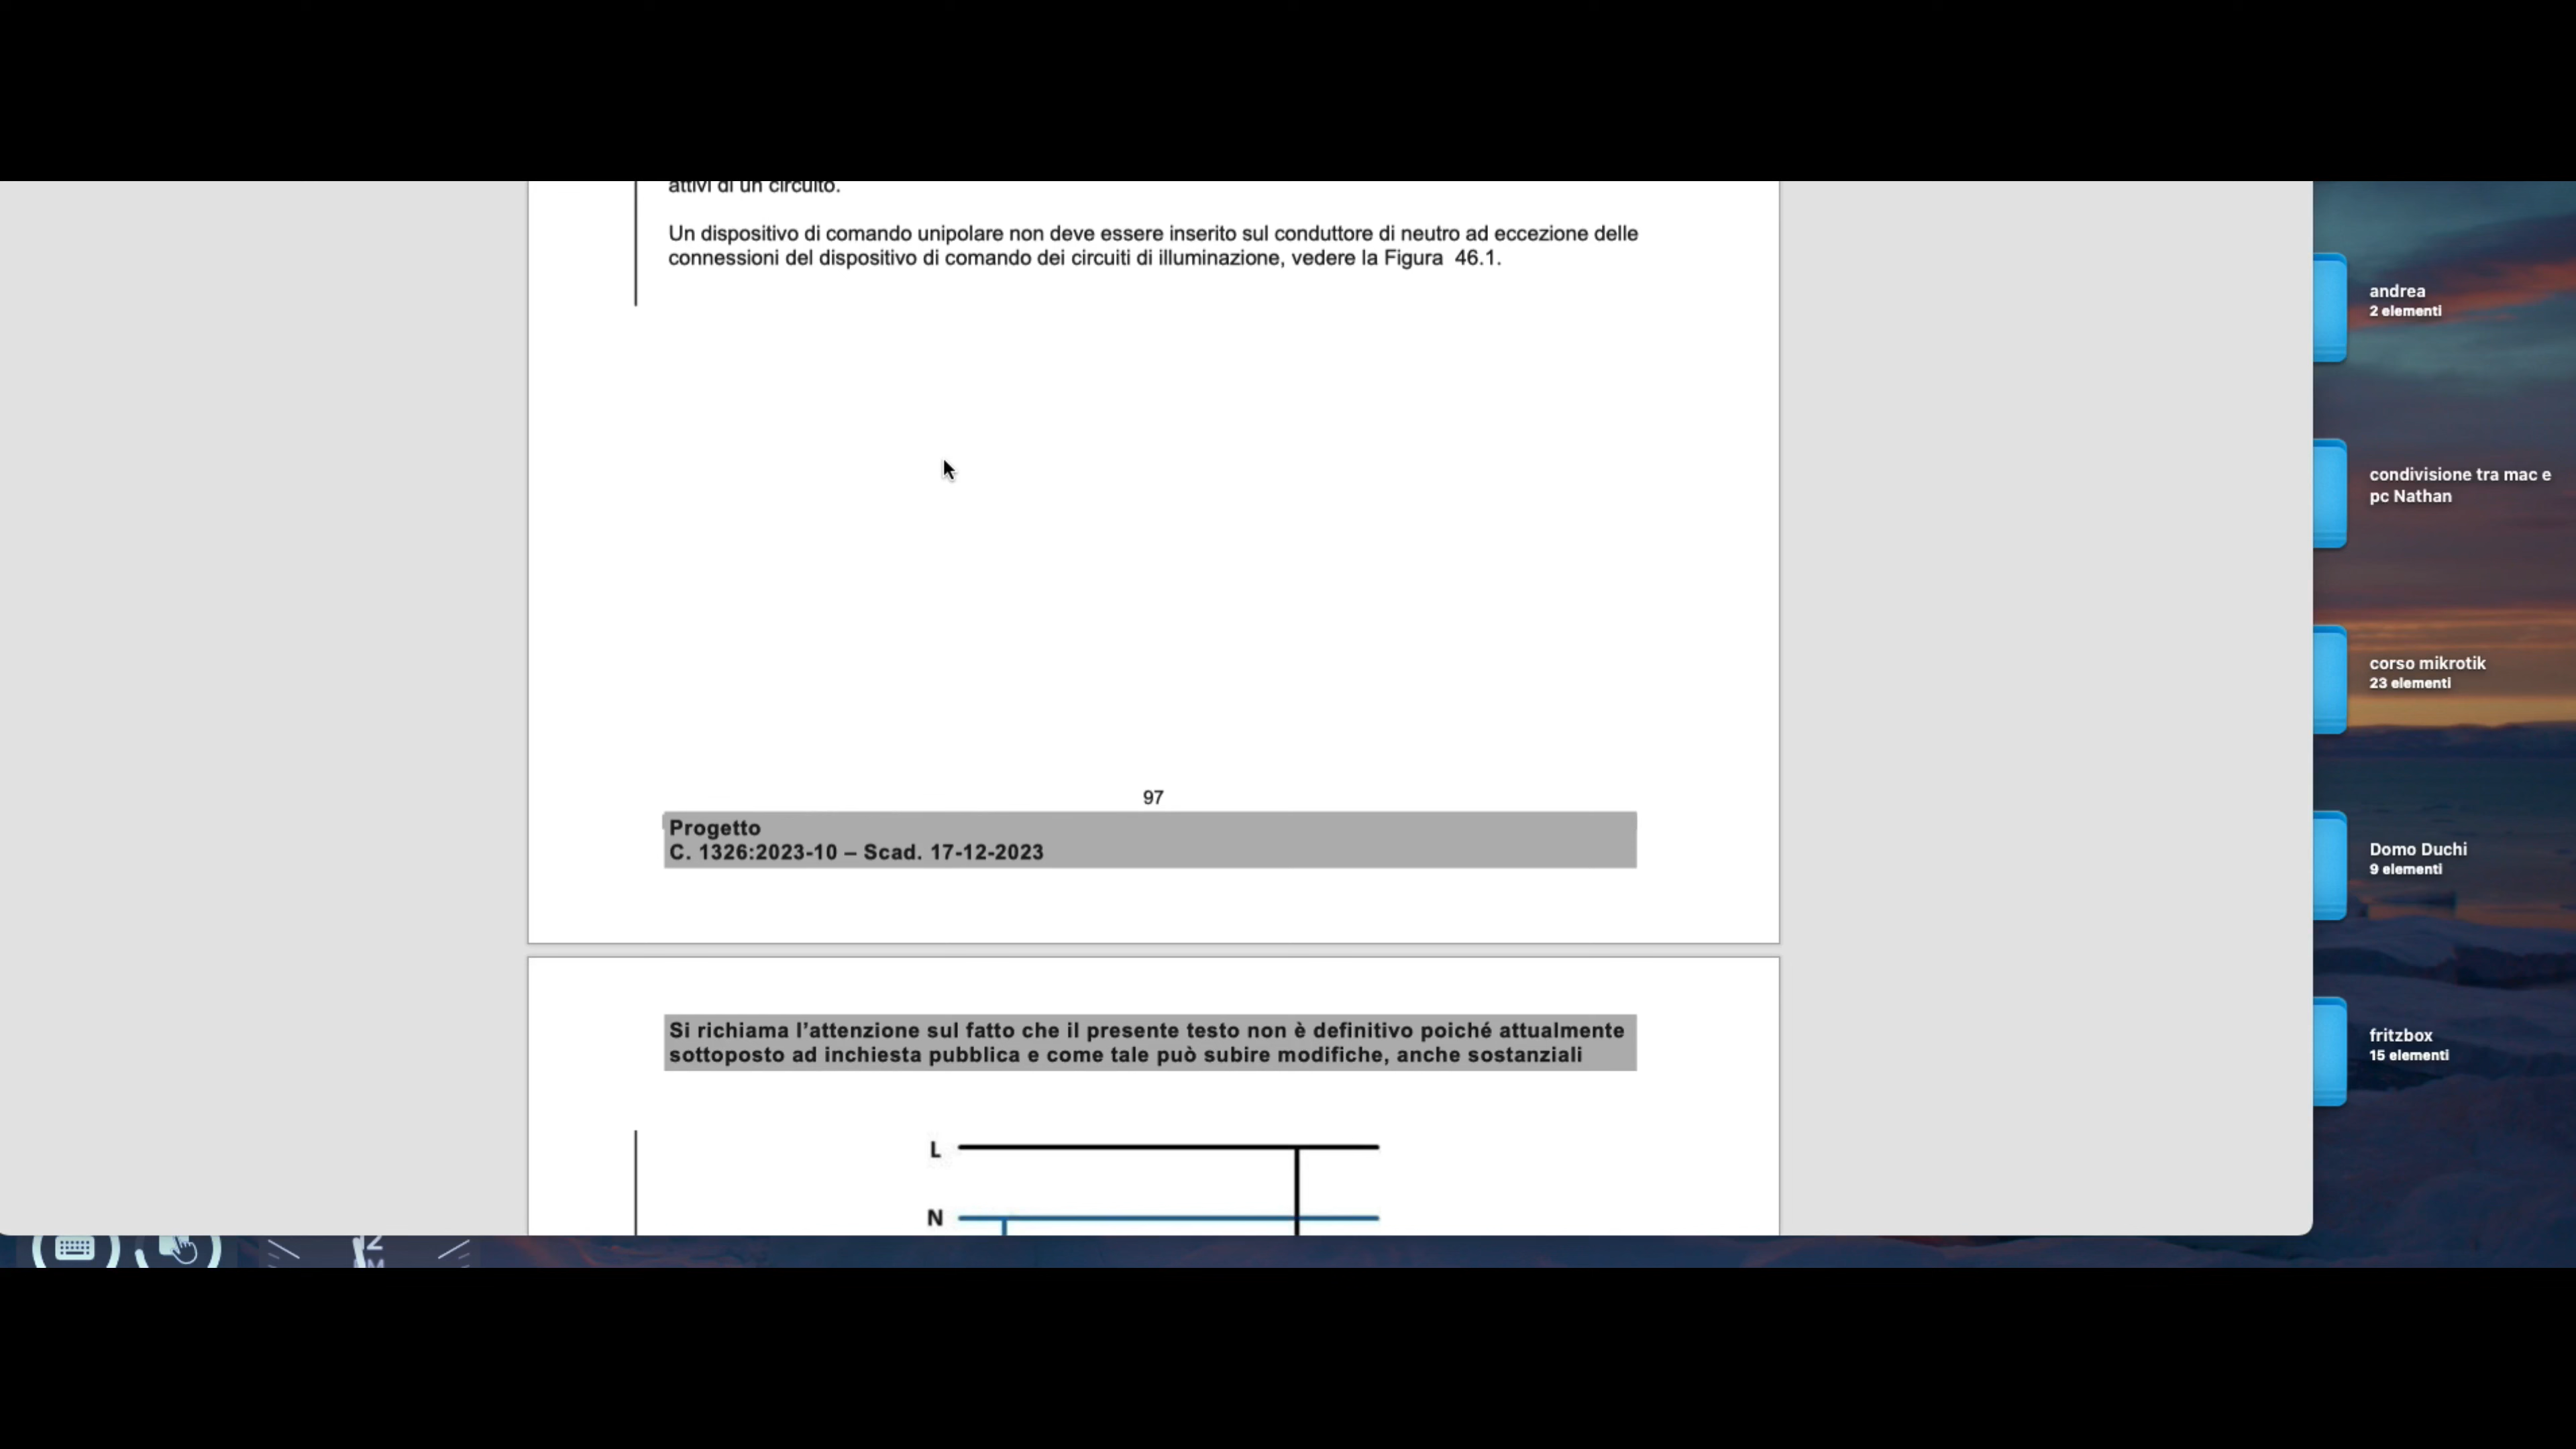 attivi di un circuito.
Un dispositivo di comando unipolare non deve essere inserito sul conduttore di neutro ad eccezione delle
connessioni del dispositivo di comando dei circuiti di illuminazione, vedere la Figura 46.1.
97
Progetto
C. 1326:2023-10 – Scad. 17-12-2023
Si richiama l’attenzione sul fatto che il presente testo non è definitivo poiché attualmente
sottoposto ad inchiesta pubblica e come tale può subire modifiche, anche sostanziali
L
N
andrea
2 elementi
condivisione tra mac e
pc Nathan
corso mikrotik
23 elementi
Domo Duchi
9 elementi
fritzbox
15 elementi